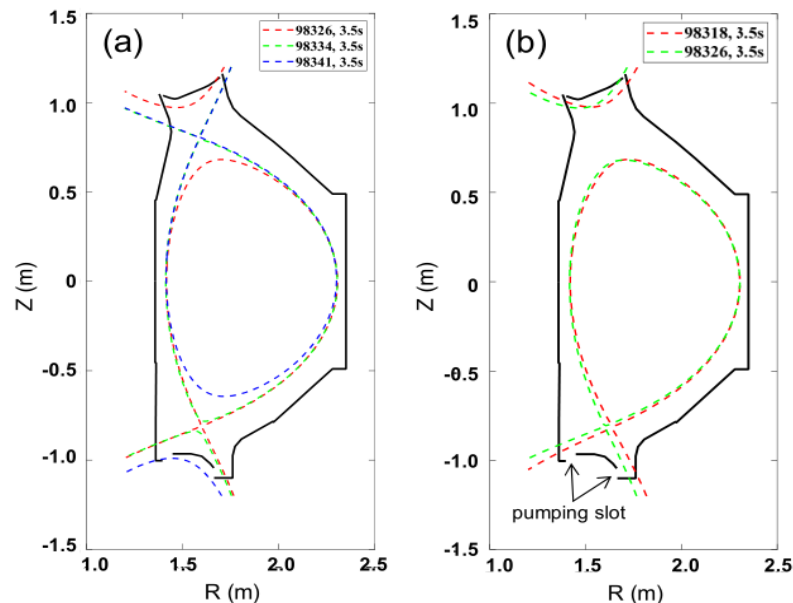 (a)
98326, 3.5s
98334, 3.5s
98341, 3.5s
1.5
1.0
0.5
0
-0.5
-1.0
-1.5
Z (m)
1.0
1.5
2.0
2.5
R (m)
(b)
98318, 3.5s
98326, 3.5s
1.5
1.0
0.5
0
-0.5
-1.0
-1.5
Z (m)
pumping slot
1.0
1.5
2.0
2.5
R (m)